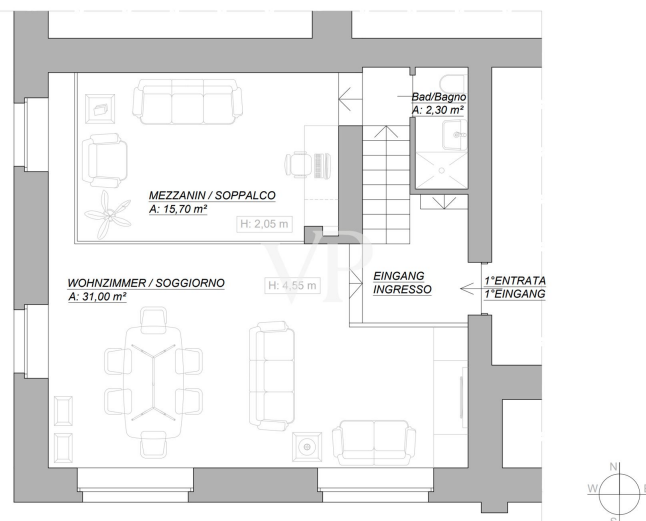 Bad/Bagno
A: 2,30 m²
MEZZANIN / SOPPALCO
A: 15,70 m²
H: 2,05 m
VP
WOHNZIMMER / SOGGIORNO
A: 31,00 m²
H: 4,55 m
EINGANG
INGRESSO
1°ENTRATA
1°EINGANG
N
W
S